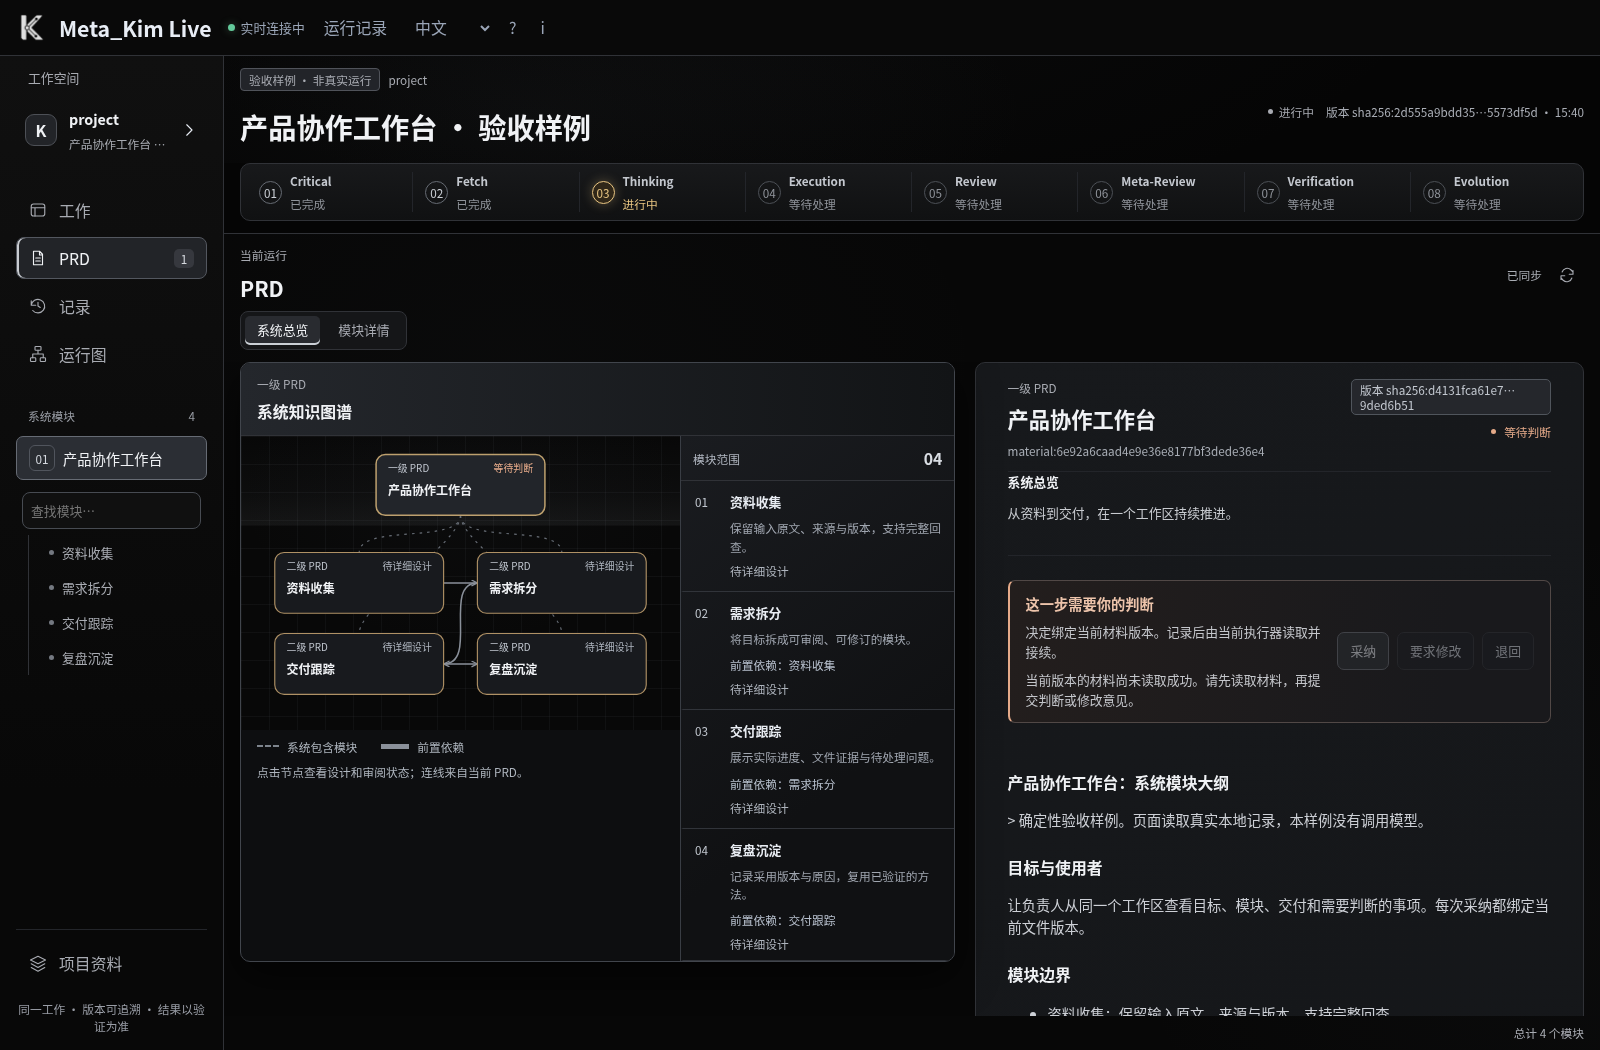 Meta_Kim Live
实时连接中
运行记录
中文
?
i
工作空间
K
project
产品协作工作台 …
工作
PRD
1
记录
运行图
系统模块
4
01
产品协作工作台
查找模块…
资料收集
需求拆分
交付跟踪
复盘沉淀
项目资料
同一工作 · 版本可追溯 · 结果以验
证为准
验收样例 · 非真实运行
project
产品协作工作台 · 验收样例
进行中
版本 sha256:2d555a9bdd35…5573df5d · 15:40
01
Critical
已完成
02
Fetch
已完成
03
Thinking
进行中
04
Execution
等待处理
05
Review
等待处理
06
Meta-Review
等待处理
07
Verification
等待处理
08
Evolution
等待处理
当前运行
PRD
已同步
系统总览
模块详情
一级 PRD
系统知识图谱
一级 PRD
等待判断
产品协作工作台
二级 PRD
待详细设计
资料收集
二级 PRD
待详细设计
需求拆分
二级 PRD
待详细设计
交付跟踪
二级 PRD
待详细设计
复盘沉淀
系统包含模块
前置依赖
点击节点查看设计和审阅状态；连线来自当前 PRD。
模块范围
04
01
资料收集
保留输入原文、来源与版本，支持完整回
查。
待详细设计
02
需求拆分
将目标拆成可审阅、可修订的模块。
前置依赖：资料收集
待详细设计
03
交付跟踪
展示实际进度、文件证据与待处理问题。
前置依赖：需求拆分
待详细设计
04
复盘沉淀
记录采用版本与原因，复用已验证的方
法。
前置依赖：交付跟踪
待详细设计
一级 PRD
产品协作工作台
版本 sha256:d4131fca61e7…
9ded6b51
等待判断
material:6e92a6caad4e9e36e8177bf3dede36e4
系统总览
从资料到交付，在一个工作区持续推进。
这一步需要你的判断
决定绑定当前材料版本。记录后由当前执行器读取并
接续。
当前版本的材料尚未读取成功。请先读取材料，再提
交判断或修改意见。
采纳
要求修改
退回
产品协作工作台：系统模块大纲
> 确定性验收样例。页面读取真实本地记录，本样例没有调用模型。
目标与使用者
让负责人从同一个工作区查看目标、模块、交付和需要判断的事项。每次采纳都绑定当
前文件版本。
模块边界
资料收集：保留输入原文、来源与版本，支持完整回查。
总计 4 个模块